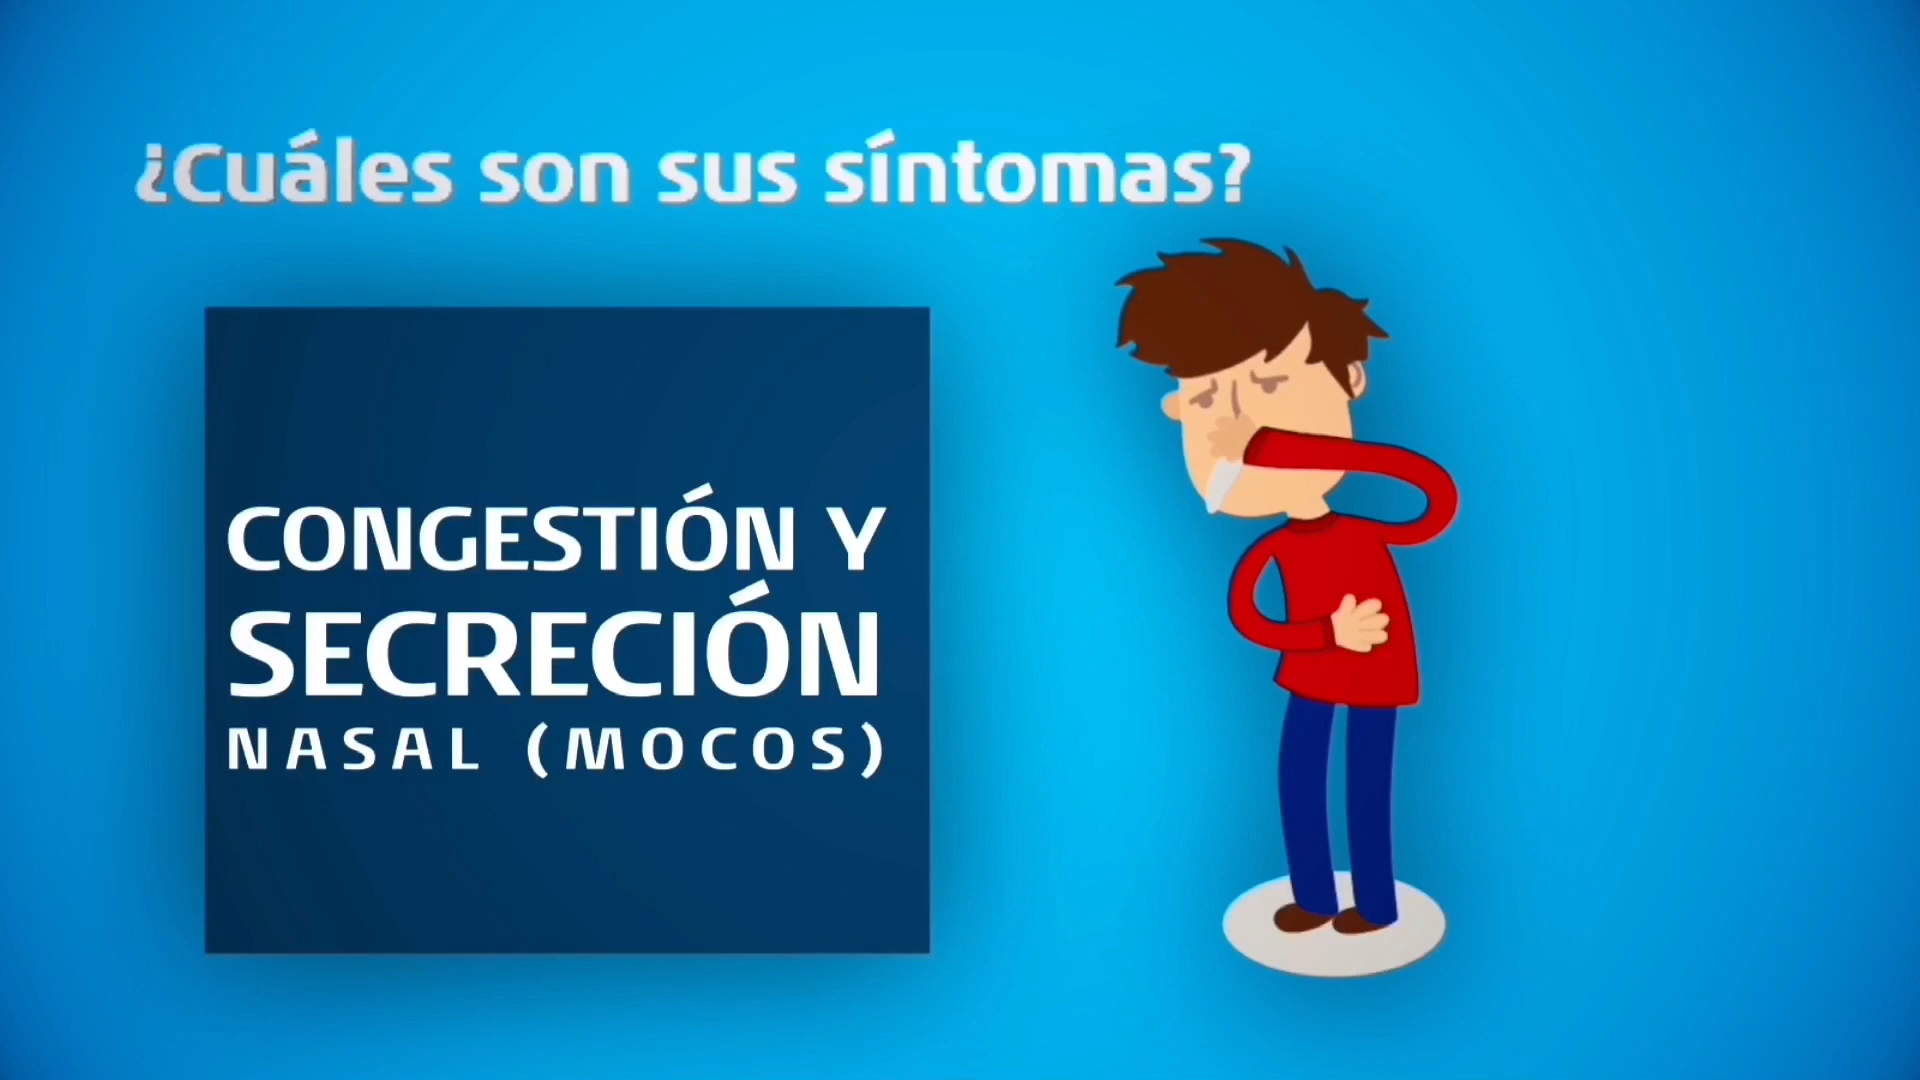 ¿Cuáles son sus síntomas?
CONGESTIÓN Y
SECRECIÓN
NASAL (MOCOS)